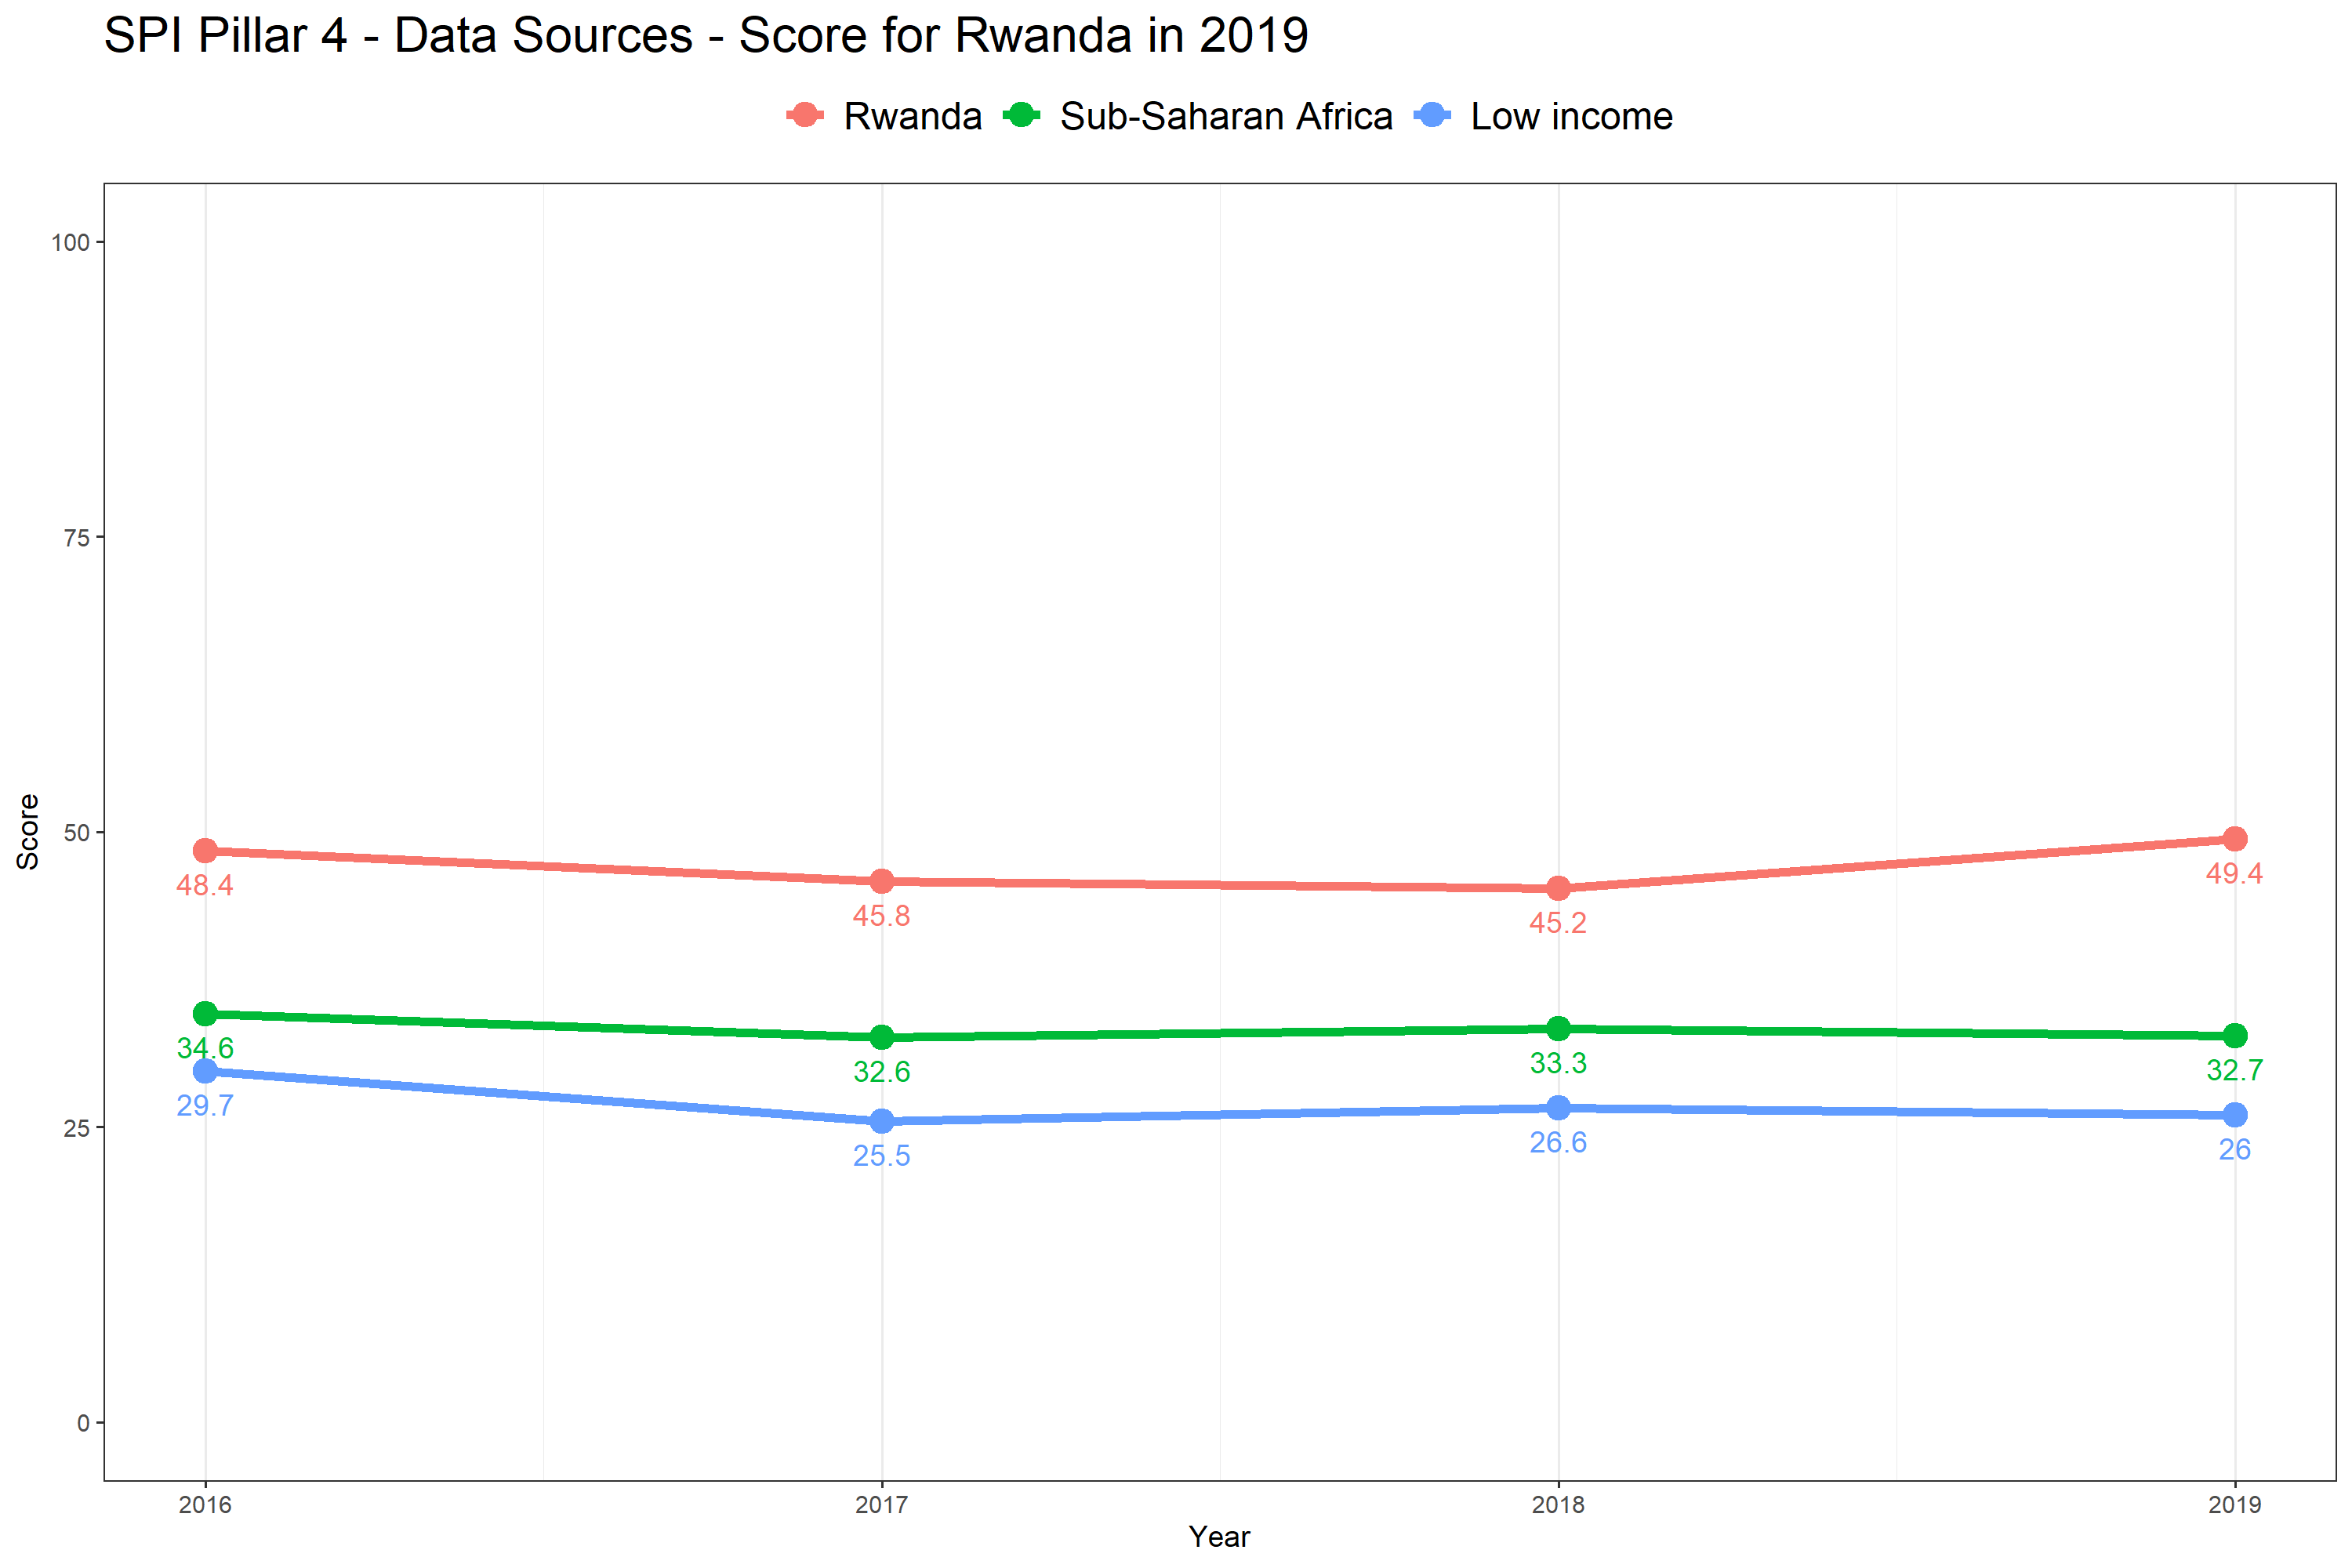 SPI Pillar 4 - Data Sources - Score for Rwanda in 2019
Rwanda Sub-Saharan Africa Low income
100
75
50
25
0
Score
48.4 45.8 45.2 49.4
34.6 32.6 33.3 32.7
29.7 25.5 26.6 26
2016 2017 2018 2019
Year